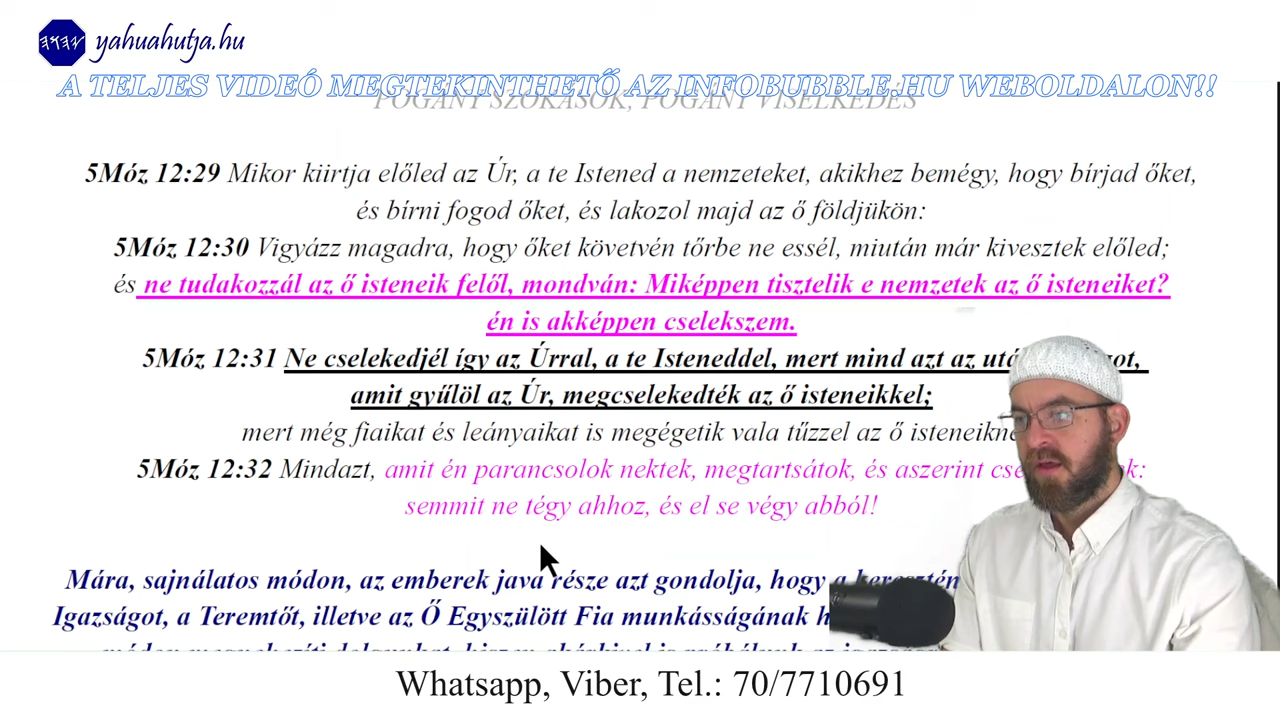 yahuahutja.hu
A TELJES VIDEÓ MEGTEKINTHETŐ AZ INFOBUBBLE.HU WEBOLDALON!!
POGÁNY SZOKÁSOK, POGÁNY VISELKEDÉS
5Móz 12:29 Mikor kiirtja előled az Úr, a te Istened a nemzeteket, akikhez bemégy, hogy bírjad őket,
és bírni fogod őket, és lakozol majd az ő földjükön:
5Móz 12:30 Vigyázz magadra, hogy őket követvén tőrbe ne essél, miután már kivesztek előled;
és ne tudakozzál az ő isteneik felől, mondván: Miképpen tisztelik e nemzetek az ő isteneiket?
én is akképpen cselekszem.
5Móz 12:31 Ne cselekedjél így az Úrral, a te Isteneddel, mert mind azt az
amit gyűlöl az Úr, megcselekedték az ő isteneikkel;
mert még fiaikat és leányaikat is megégetik vala tűzzel az ő
5Móz 12:32 Mindazt, amit én parancsolok nektek, megtartsátok, és aszerint
semmit ne tégy ahhoz, és el se végy abból!
Mára, sajnálatos módon, az emberek java része azt gondolja, hogy a
Igazságot, a Teremtőt, illetve az Ő Egyszülött Fia munkásságának
Whatsapp, Viber, Tel.: 70/7710691